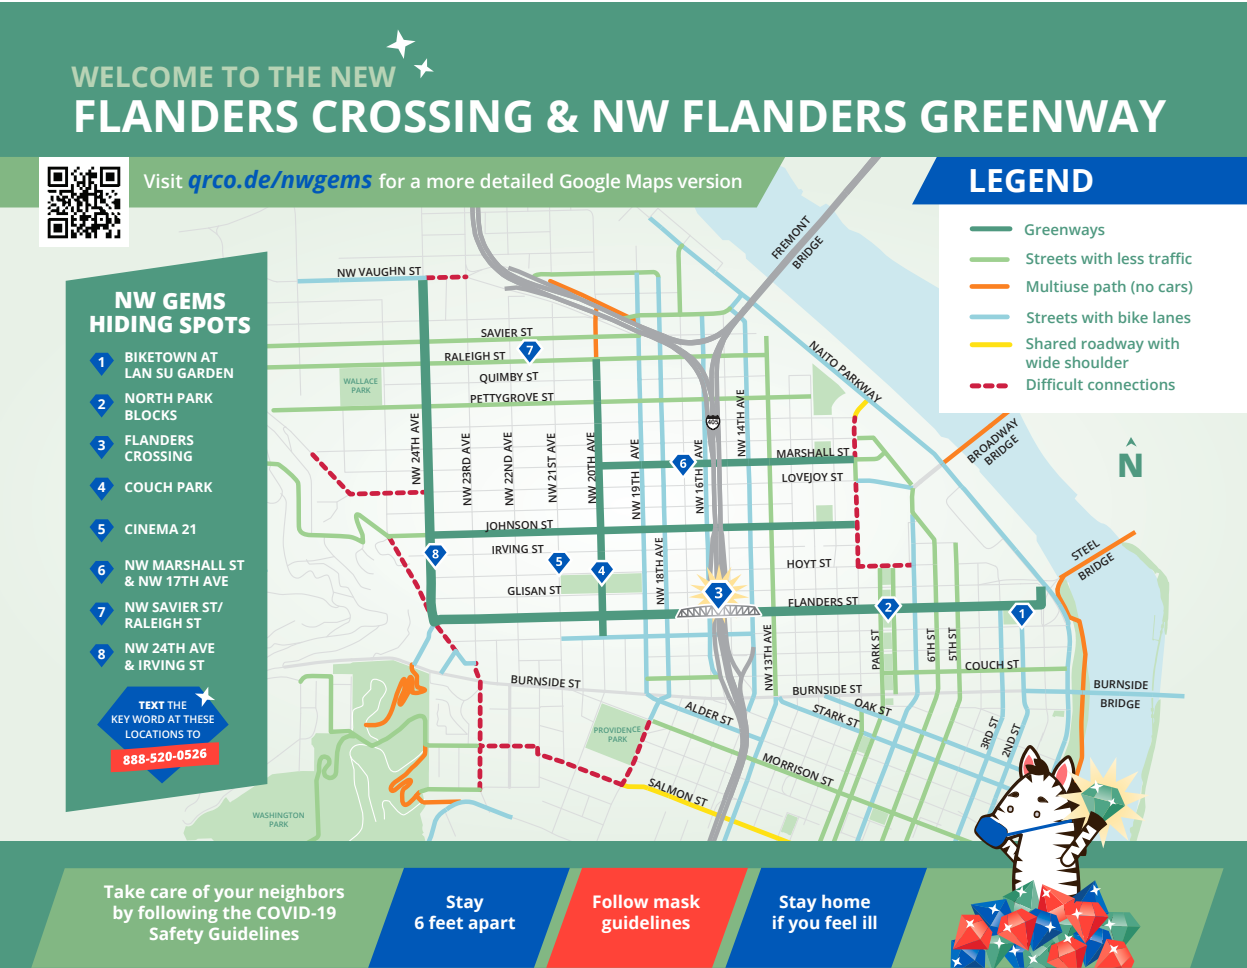 WELCOME TO THE NEW
FLANDERS CROSSING & NW FLANDERS GREENWAY
Visit qrco.de/nwgems for a more detailed Google Maps version
LEGEND
Greenways
Streets with less traffic
Multiuse path (no cars)
Streets with bike lanes
Shared roadway with
wide shoulder
Difficult connections
NW GEMS
HIDING SPOTS
1 BIKETOWN AT
LAN SU GARDEN
2 NORTH PARK
BLOCKS
3 FLANDERS
CROSSING
4 COUCH PARK
5 CINEMA 21
6 NW MARSHALL ST
& NW 17TH AVE
7 NW SAVIER ST/
RALEIGH ST
8 NW 24TH AVE
& IRVING ST
TEXT THE
KEY WORD AT THESE
LOCATIONS TO
888-520-0526
FREMONT
BRIDGE
NW VAUGHN ST
SAVIER ST
7
RALEIGH ST
NAITO PARKWAY
WALLACE
PARK
QUIMBY ST
PETTYGROVE ST
405
NW 24TH AVE
NW 23RD AVE
NW 22ND AVE
NW 21ST AVE
NW 20TH AVE
NW 19TH AVE
NW 16TH AVE
NW 14TH AVE
BROADWAY
BRIDGE
N
6
MARSHALL ST
LOVEJOY ST
JOHNSON ST
8
IRVING ST
5
4
NW 18TH AVE
HOYT ST
STEEL
BRIDGE
GLISAN ST
3
FLANDERS ST
2
1
NW 13TH AVE
PARK ST
6TH ST
5TH ST
COUCH ST
BURNSIDE ST
BURNSIDE ST
BURNSIDE
BRIDGE
ALDER ST
STARK ST
OAK ST
3RD ST
2ND ST
PROVIDENCE
PARK
MORRISON ST
SALMON ST
WASHINGTON
PARK
Take care of your neighbors
by following the COVID-19
Safety Guidelines
Stay
6 feet apart
Follow mask
guidelines
Stay home
if you feel ill